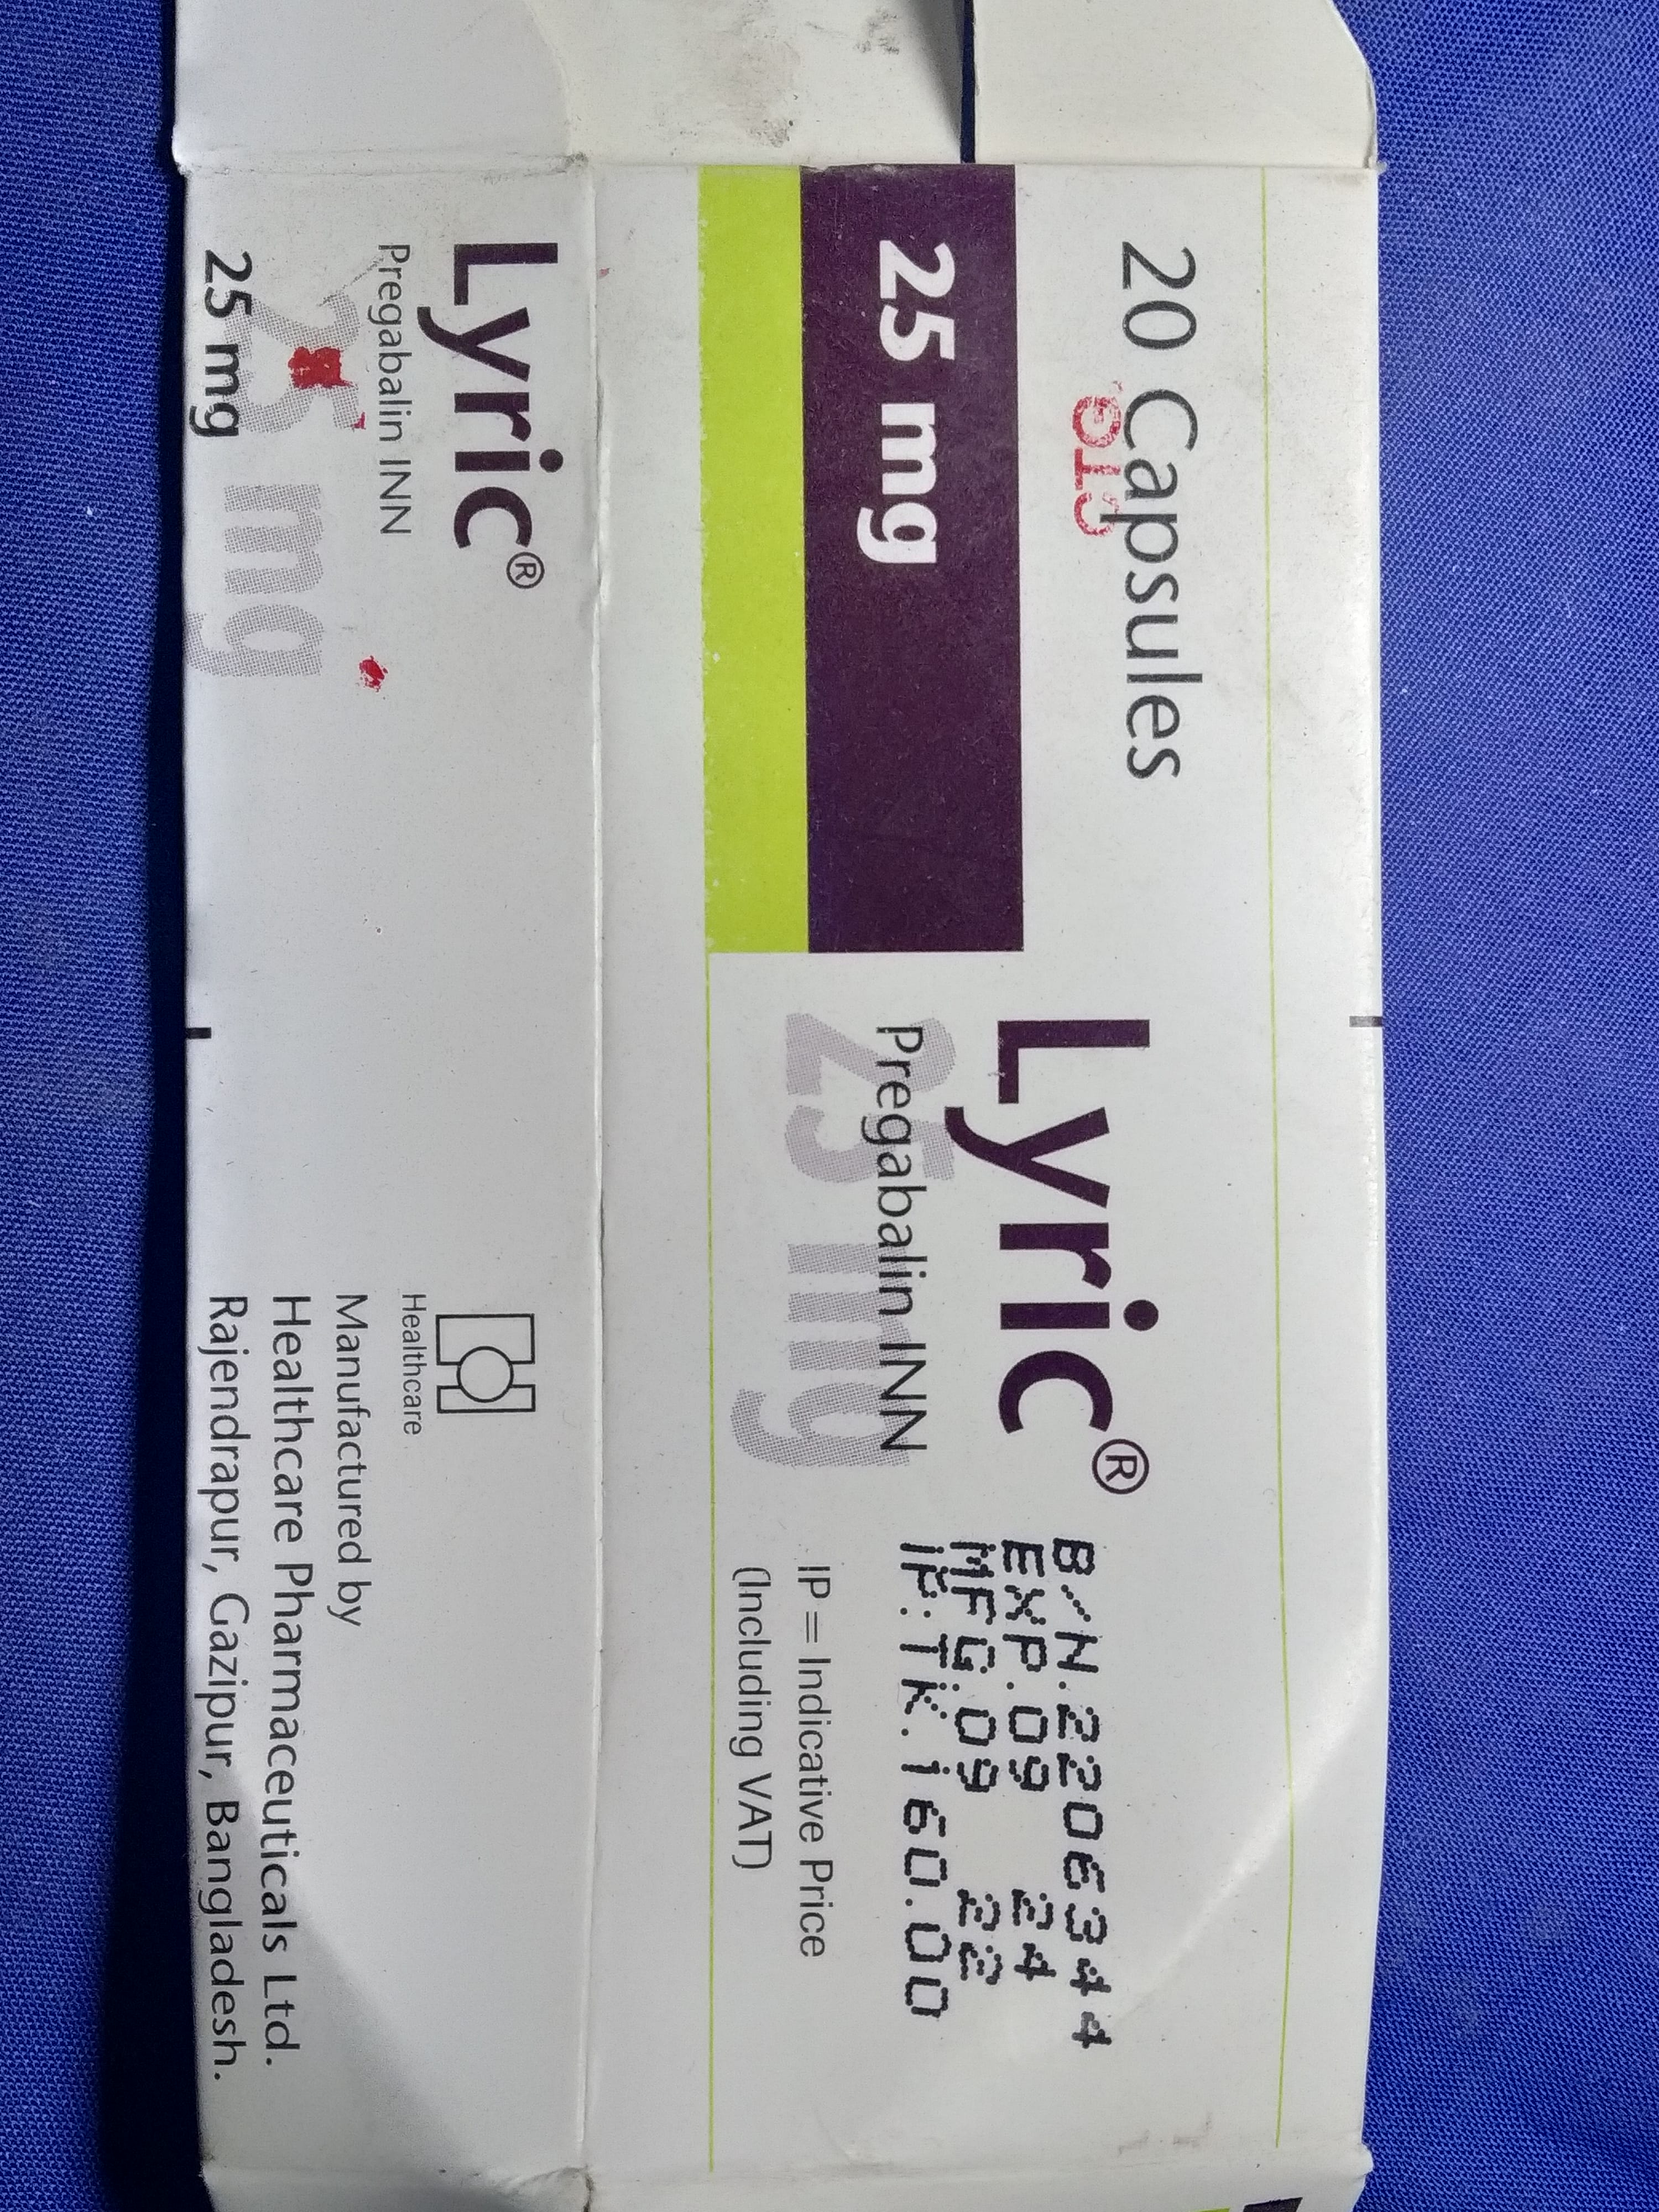 20 Capsules
CTG
25 mg
Lyric®
Pregabalin INN
25 mg
B/N.2206344
EXP.09 24
MFG.09 22
IP:TK.160.00
IP = Indicative Price
(Including VAT)
Lyric®
Pregabalin INN
25 mg
25 mg
Healthcare
Manufactured by
Healthcare Pharmaceuticals Ltd.
Rajendrapur, Gazipur, Bangladesh.